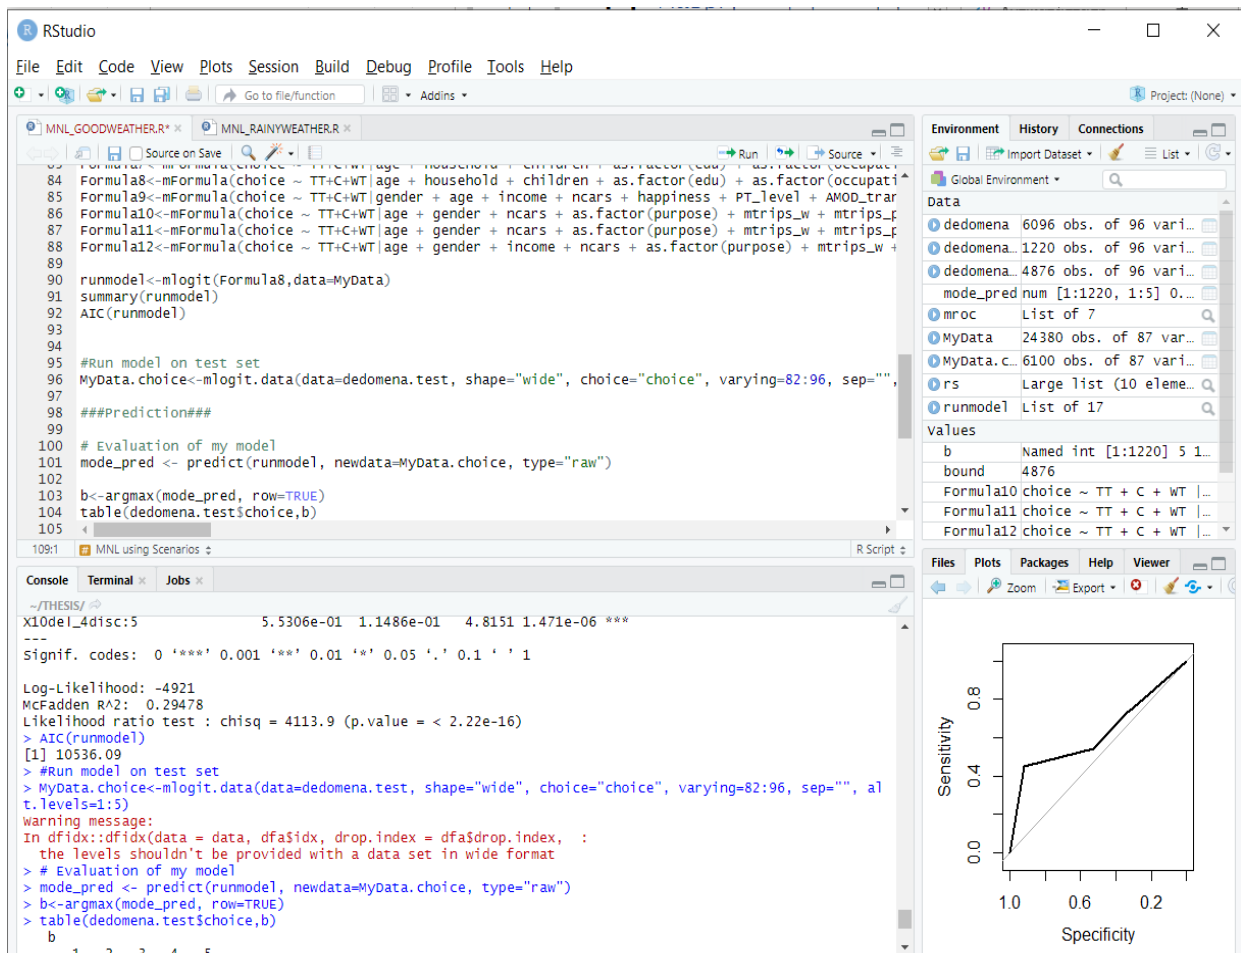 RStudio
File Edit Code View Plots Session Build Debug Profile Tools Help
Go to file/function Addins Project: (None)
MNL_GOODWEATHER.R* MNL_RAINYWEATHER.R
Source on Save Run Source
84 Formula8<-mFormula(choice ~ TT+C+WT|age + household + children + as.factor(edu) + as.factor(occupati
85 Formula9<-mFormula(choice ~ TT+C+WT|gender + age + income + ncars + happiness + PT_level + AMOD_tran
86 Formula10<-mFormula(choice ~ TT+C+WT|age + gender + ncars + as.factor(purpose) + mtrips_w + mtrips_p
87 Formula11<-mFormula(choice ~ TT+C+WT|age + gender + ncars + as.factor(purpose) + mtrips_w + mtrips_p
88 Formula12<-mFormula(choice ~ TT+C+WT|age + gender + income + ncars + as.factor(purpose) + mtrips_w +
89
90 runmodel<-mlogit(Formula8,data=MyData)
91 summary(runmodel)
92 AIC(runmodel)
93
94
95 #Run model on test set
96 MyData.choice<-mlogit.data(data=dedomena.test, shape="wide", choice="choice", varying=82:96, sep="",
97
98 ###Prediction###
99
100 # Evaluation of my model
101 mode_pred <- predict(runmodel, newdata=MyData.choice, type="raw")
102
103 b<-argmax(mode_pred, row=TRUE)
104 table(dedomena.test$choice,b)
105
109:1 MNL using Scenarios R Script
Console Terminal Jobs
~/THESIS/
X10del_4disc:5 5.5306e-01 1.1486e-01 4.8151 1.471e-06 ***
---
Signif. codes: 0 ‘***’ 0.001 ‘**’ 0.01 ‘*’ 0.05 ‘.’ 0.1 ‘ ’ 1
Log-Likelihood: -4921
McFadden R^2: 0.29478
Likelihood ratio test : chisq = 4113.9 (p.value = < 2.22e-16)
> AIC(runmodel)
[1] 10536.09
> #Run model on test set
> MyData.choice<-mlogit.data(data=dedomena.test, shape="wide", choice="choice", varying=82:96, sep="", al
t.levels=1:5)
Warning message:
In dfidx::dfidx(data = data, dfa$idx, drop.index = dfa$drop.index, :
the levels shouldn't be provided with a data set in wide format
> # Evaluation of my model
> mode_pred <- predict(runmodel, newdata=MyData.choice, type="raw")
> b<-argmax(mode_pred, row=TRUE)
> table(dedomena.test$choice,b)
b
1 2 3 4 5
Environment History Connections
Import Dataset List
Global Environment
Data
dedomena 6096 obs. of 96 vari…
dedomena… 1220 obs. of 96 vari…
dedomena… 4876 obs. of 96 vari…
mode_pred num [1:1220, 1:5] 0.…
mroc List of 7
MyData 24380 obs. of 87 var…
MyData.c… 6100 obs. of 87 vari…
rs Large list (10 eleme…
runmodel List of 17
Values
b Named int [1:1220] 5 1…
bound 4876
Formula10 choice ~ TT + C + WT |…
Formula11 choice ~ TT + C + WT |…
Formula12 choice ~ TT + C + WT |…
Files Plots Packages Help Viewer
Zoom Export
Sensitivity
0.8
0.4
0.0
1.0 0.6 0.2
Specificity